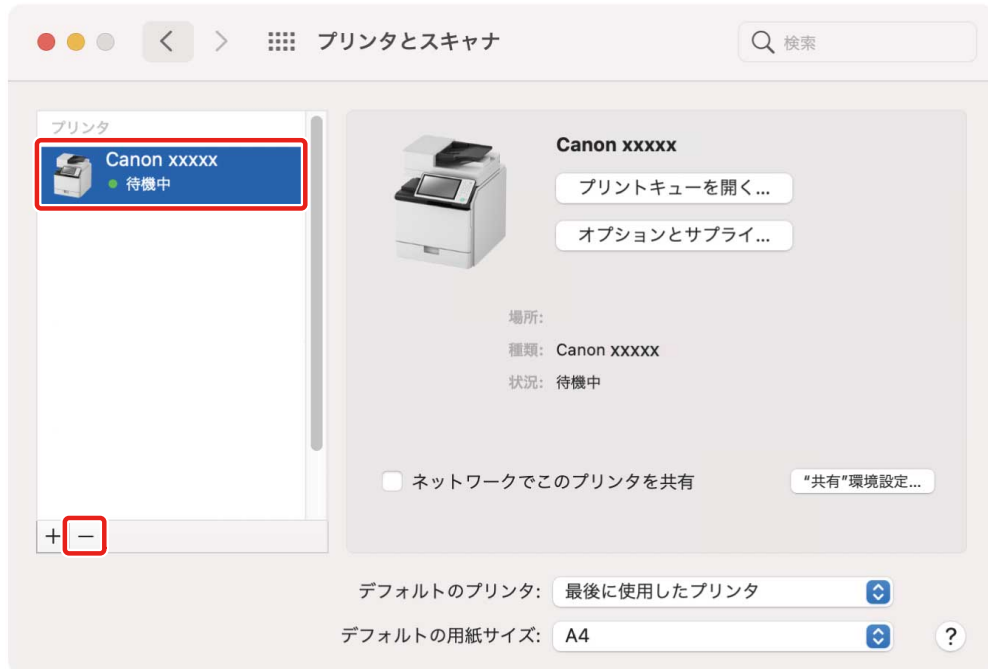 プリンタとスキャナ
検索
プリンタ
Canon xxxxx
待機中
Canon xxxxx
プリントキューを開く...
オプションとサプライ...
場所:
種類: Canon xxxxx
状況: 待機中
ネットワークでこのプリンタを共有
“共有”環境設定...
+ −
デフォルトのプリンタ: 最後に使用したプリンタ
デフォルトの用紙サイズ: A4
?